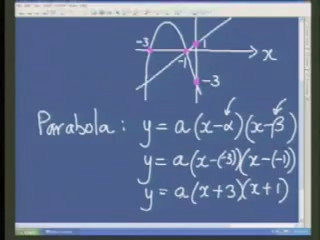 -3
1
x
-1
-3
Parabola: y = a(x-α)(x-β)
y = a(x-(-3))(x-(-1))
y = a(x+3)(x+1)